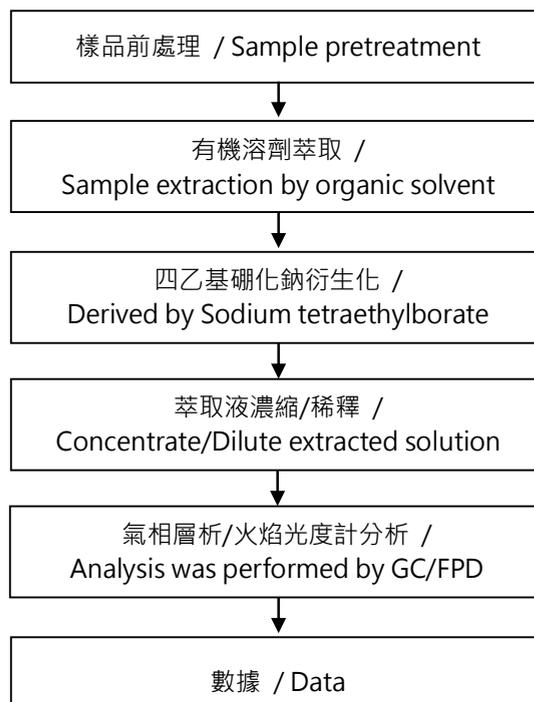 樣品前處理 / Sample pretreatment
有機溶劑萃取 /
Sample extraction by organic solvent
四乙基硼化鈉衍生化 /
Derived by Sodium tetraethylborate
萃取液濃縮/稀釋 /
Concentrate/Dilute extracted solution
氣相層析/火焰光度計分析 /
Analysis was performed by GC/FPD
數據 / Data